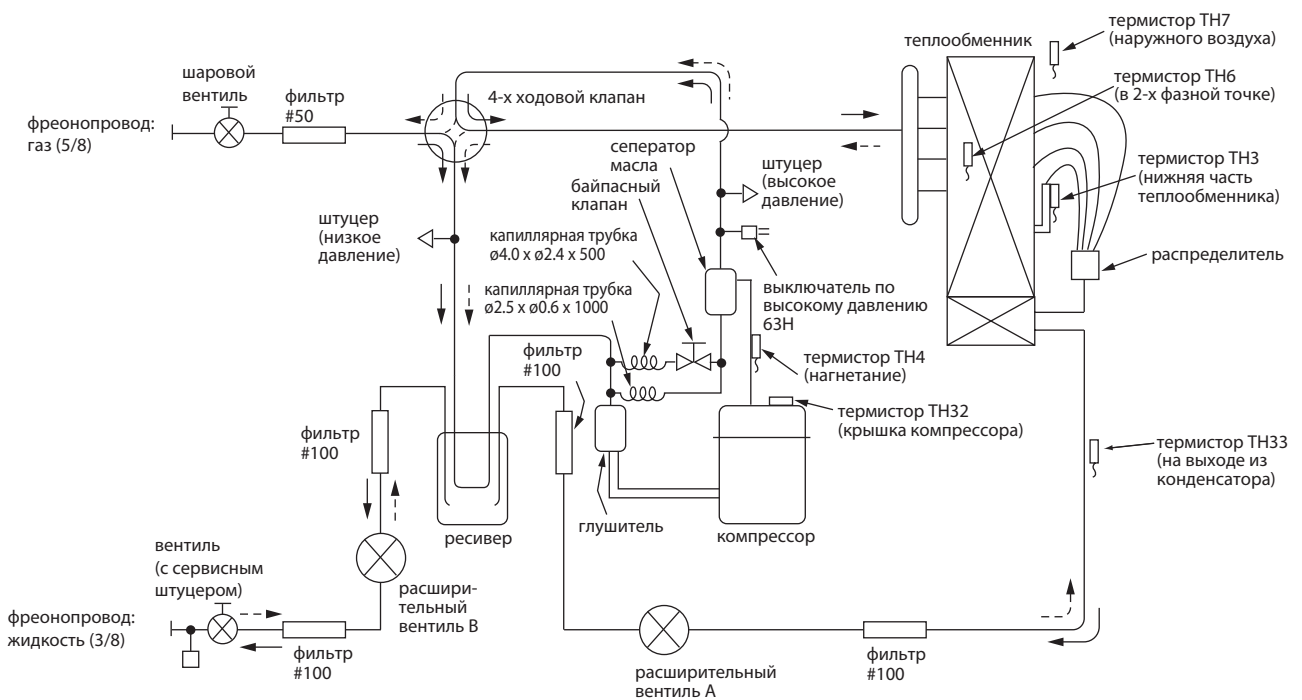 термистор TH7
(наружного воздуха)
теплообменник
шаровой
вентиль
фильтр
#50
4-х ходовой клапан
термистор TH6
(в 2-х фазной точке)
фреонопровод:
газ (5/8)
сеператор
масла
штуцер
(высокое
давление)
термистор TH3
(нижняя часть
теплообменника)
байпасный
клапан
штуцер
(низкое
давление)
капиллярная трубка
ø4.0 x ø2.4 x 500
распределитель
капиллярная трубка
ø2.5 x ø0.6 x 1000
выключатель по
высокому давлению
63H
фильтр
#100
термистор TH4
(нагнетание)
термистор TH32
(крышка компрессора)
фильтр
#100
термистор TH33
(на выходе из
конденсатора)
глушитель
ресивер
компрессор
вентиль
(с сервисным
штуцером)
расшири-
тельный
вентиль B
фреонопровод:
жидкость (3/8)
фильтр
#100
расширительный
вентиль A
фильтр
#100